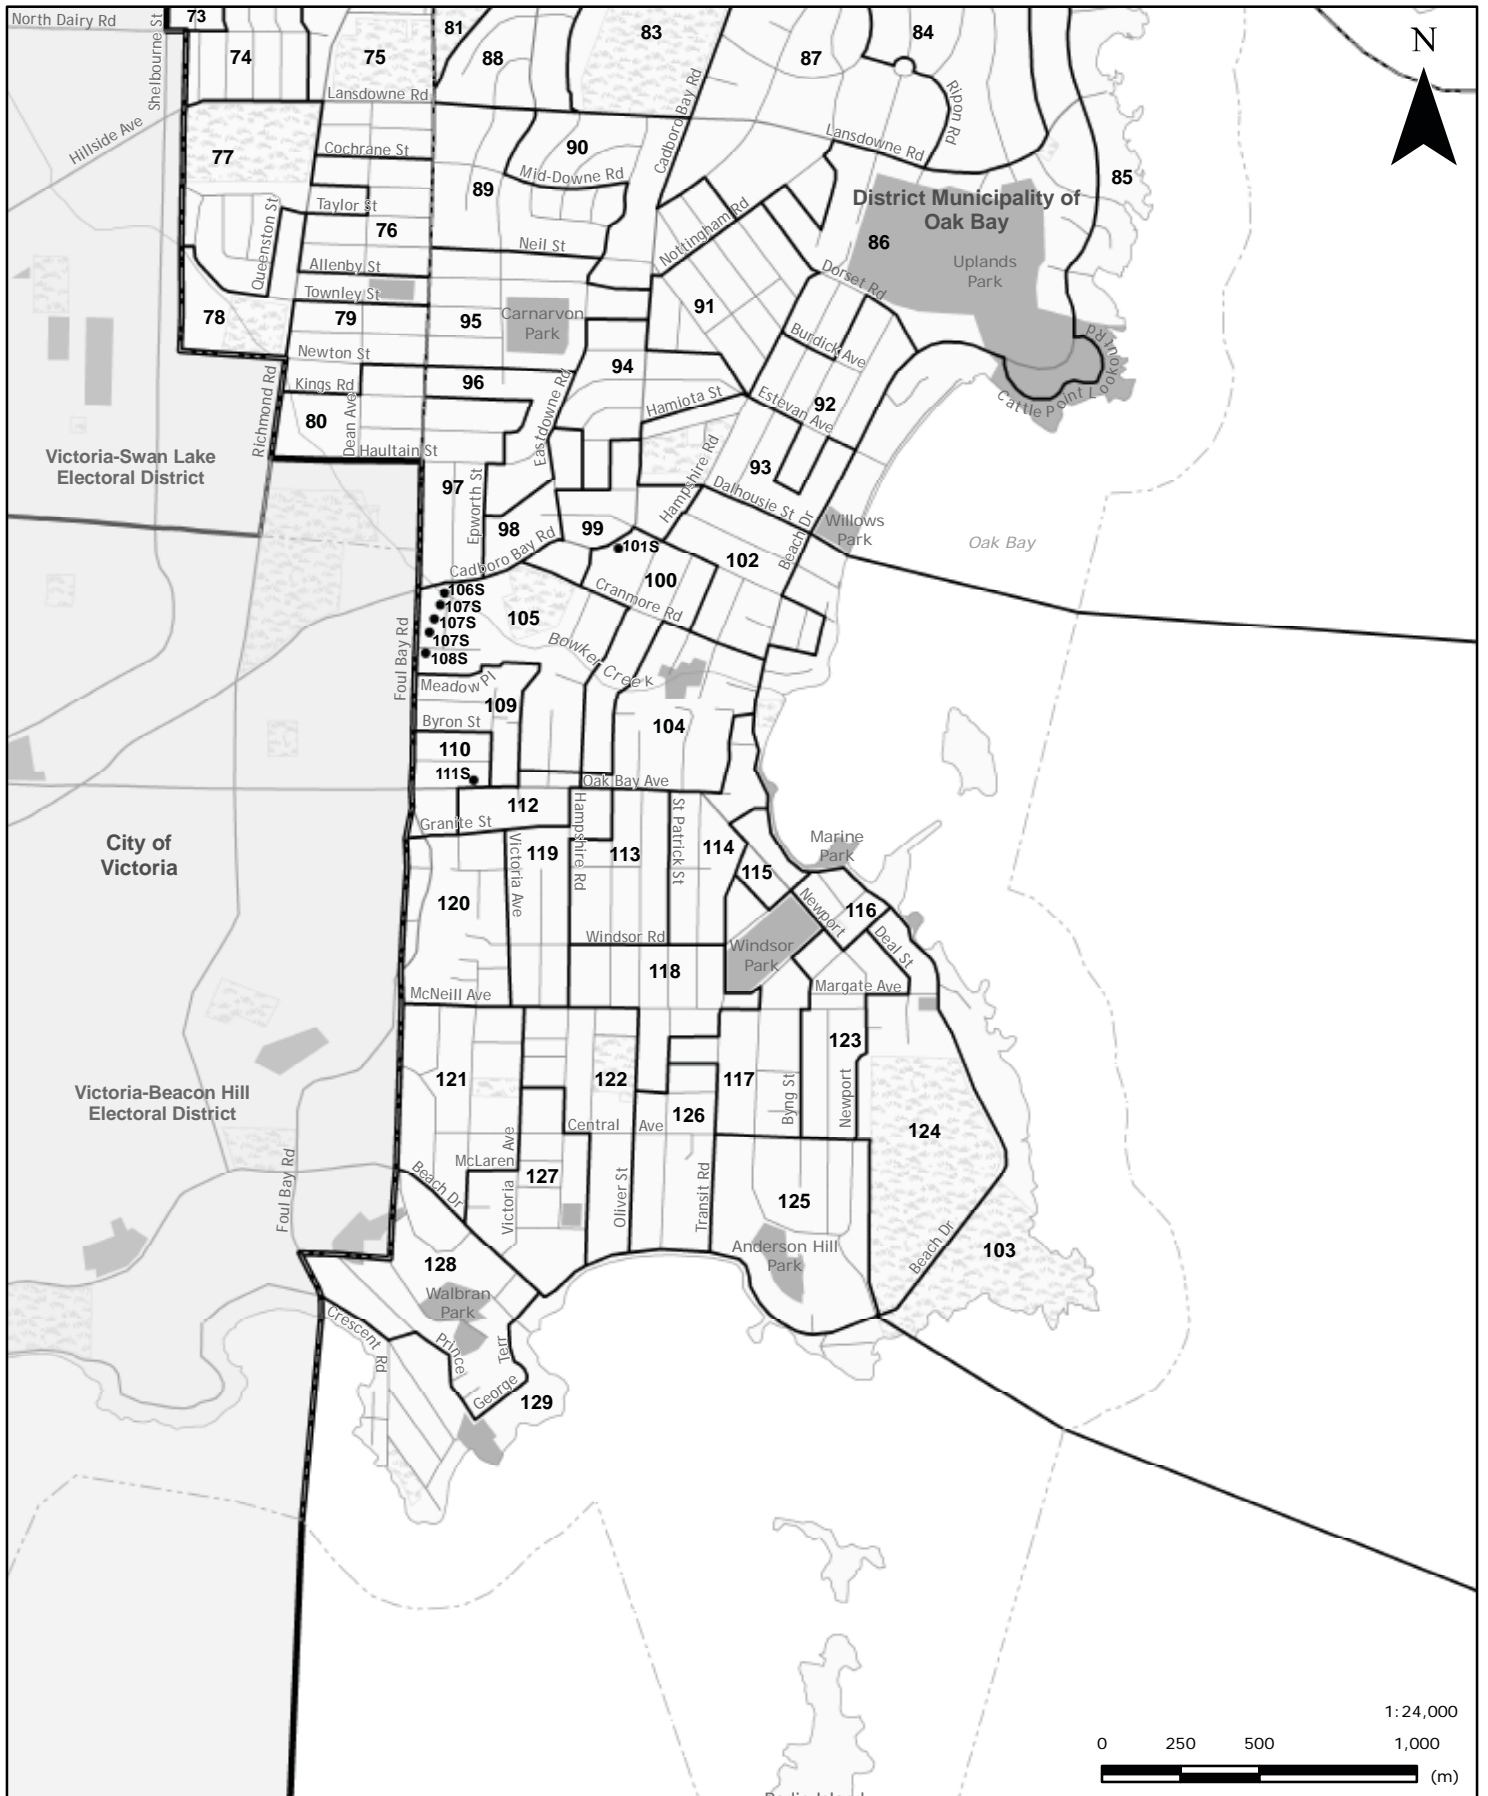 North Dairy Rd
Shelbourne St
73
74
75
81
88
83
87
84
N
Lansdowne Rd
Hillside Ave
77
Cochrane St
90
Mid-Downe Rd
Cadboro Bay Rd
Lansdowne Rd
Ripon Rd
85
89
Taylor St
76
Queenston St
Neil St
Nottingham Rd
District Municipality of
Oak Bay
86
Uplands
Park
Allenby St
Townley St
Dorset Rd
78
79
95
Carnarvon
Park
91
Burdick Ave
Cattle Point Lookout Rd
Newton St
94
Kings Rd
96
Richmond Rd
Dean Ave
80
Eastdowne Rd
Hamiota St
Estevan Ave
92
Haultain St
Victoria-Swan Lake
Electoral District
97
Epworth St
Hampshire Rd
93
Dalhousie St
98
99
Cadboro Bay Rd
101S
Willows
Park
Beach Dr
Oak Bay
102
100
Cranmore Rd
106S
107S
107S
107S
108S
105
Bowker Creek
Foul Bay Rd
Meadow Pl
109
Byron St
110
104
111S
Oak Bay Ave
112
Granite St
Hampshire Rd
St Patrick St
City of
Victoria
Victoria Ave
119
113
114
Marine
Park
115
116
Newport
120
Windsor Rd
Windsor
Park
Deal St
118
McNeill Ave
Margate Ave
123
121
122
117
Byng St
Newport
Victoria-Beacon Hill
Electoral District
126
Central Ave
124
McLaren
Ave
Foul Bay Rd
Beach Dr
127
Victoria
Oliver St
Transit Rd
125
Beach Dr
103
Anderson Hill
Park
128
Walbran
Park
Crescent
Rd
Prince
Terr
George
129
1:24,000
0 250 500 1,000
(m)